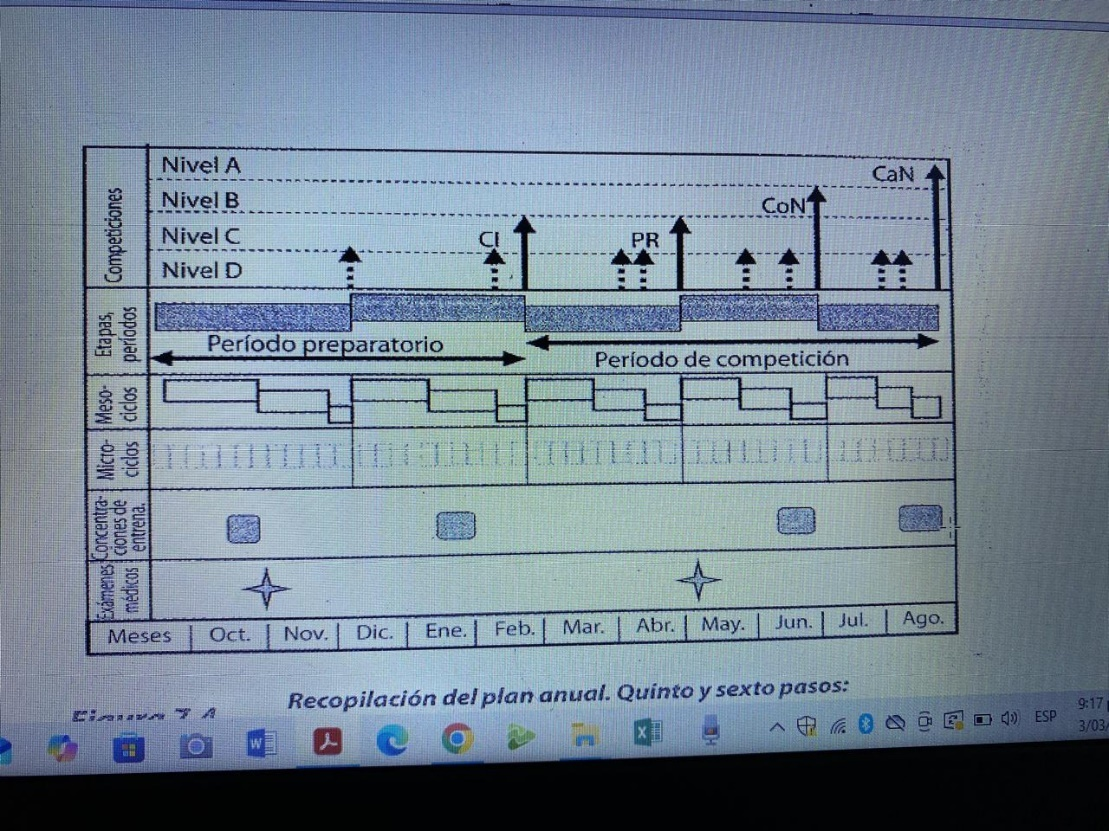 Competiciones
Nivel A
Nivel B
Nivel C
Nivel D
CI
PR
CoN
CaN
Etapas,
períodos
Período preparatorio
Período de competición
Meso-
ciclos
Micro-
ciclos
Concentra-
ciones de
entrena.
Exámenes
médicos
Meses Oct. Nov. Dic. Ene. Feb. Mar. Abr. May. Jun. Jul. Ago.
Recopilación del plan anual. Quinto y sexto pasos:
ESP
9:17
3/03/